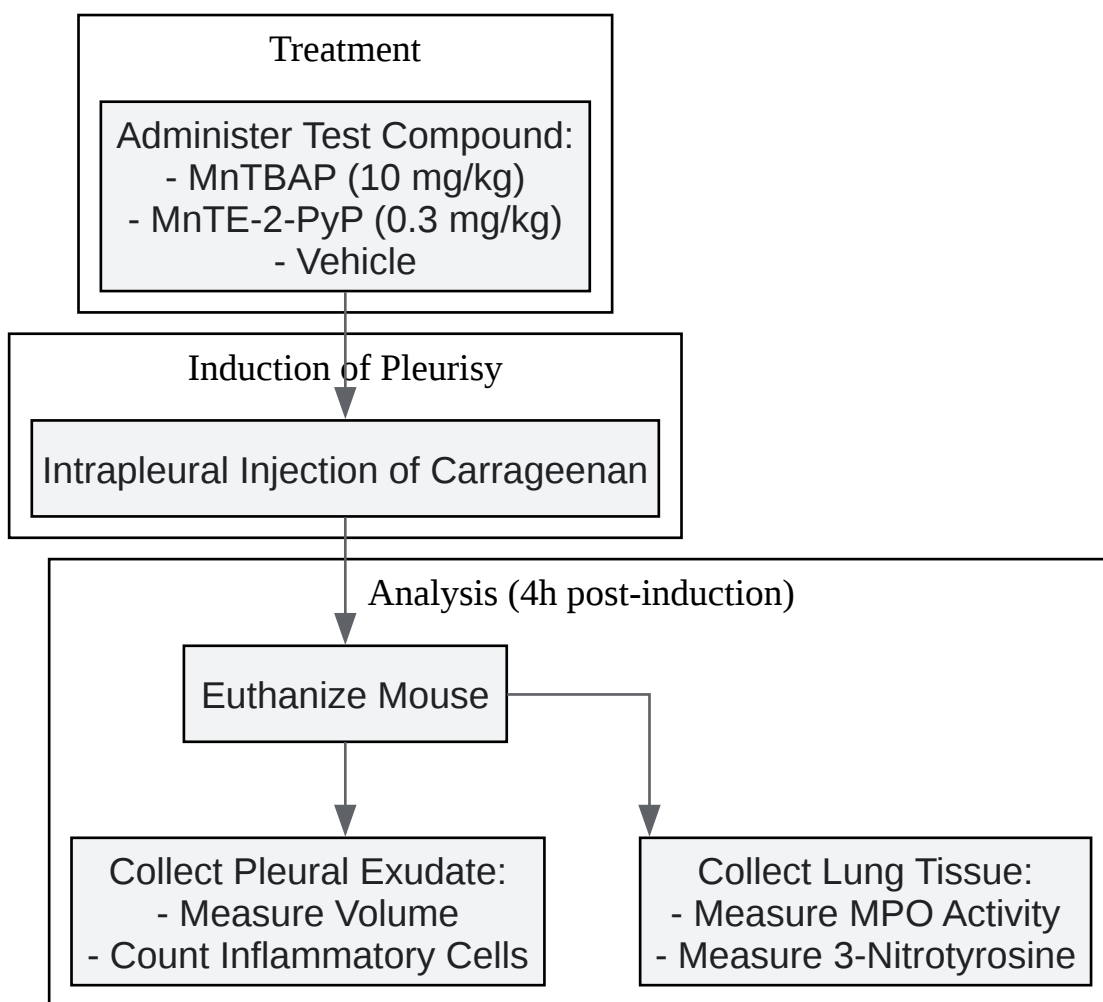 Treatment
Administer Test Compound:
- MnTBAP (10 mg/kg)
- MnTE-2-PyP (0.3 mg/kg)
- Vehicle
Induction of Pleurisy
Intrapleural Injection of Carrageenan
Analysis (4h post-induction)
Euthanize Mouse
Collect Pleural Exudate:
- Measure Volume
- Count Inflammatory Cells
Collect Lung Tissue:
- Measure MPO Activity
- Measure 3-Nitrotyrosine